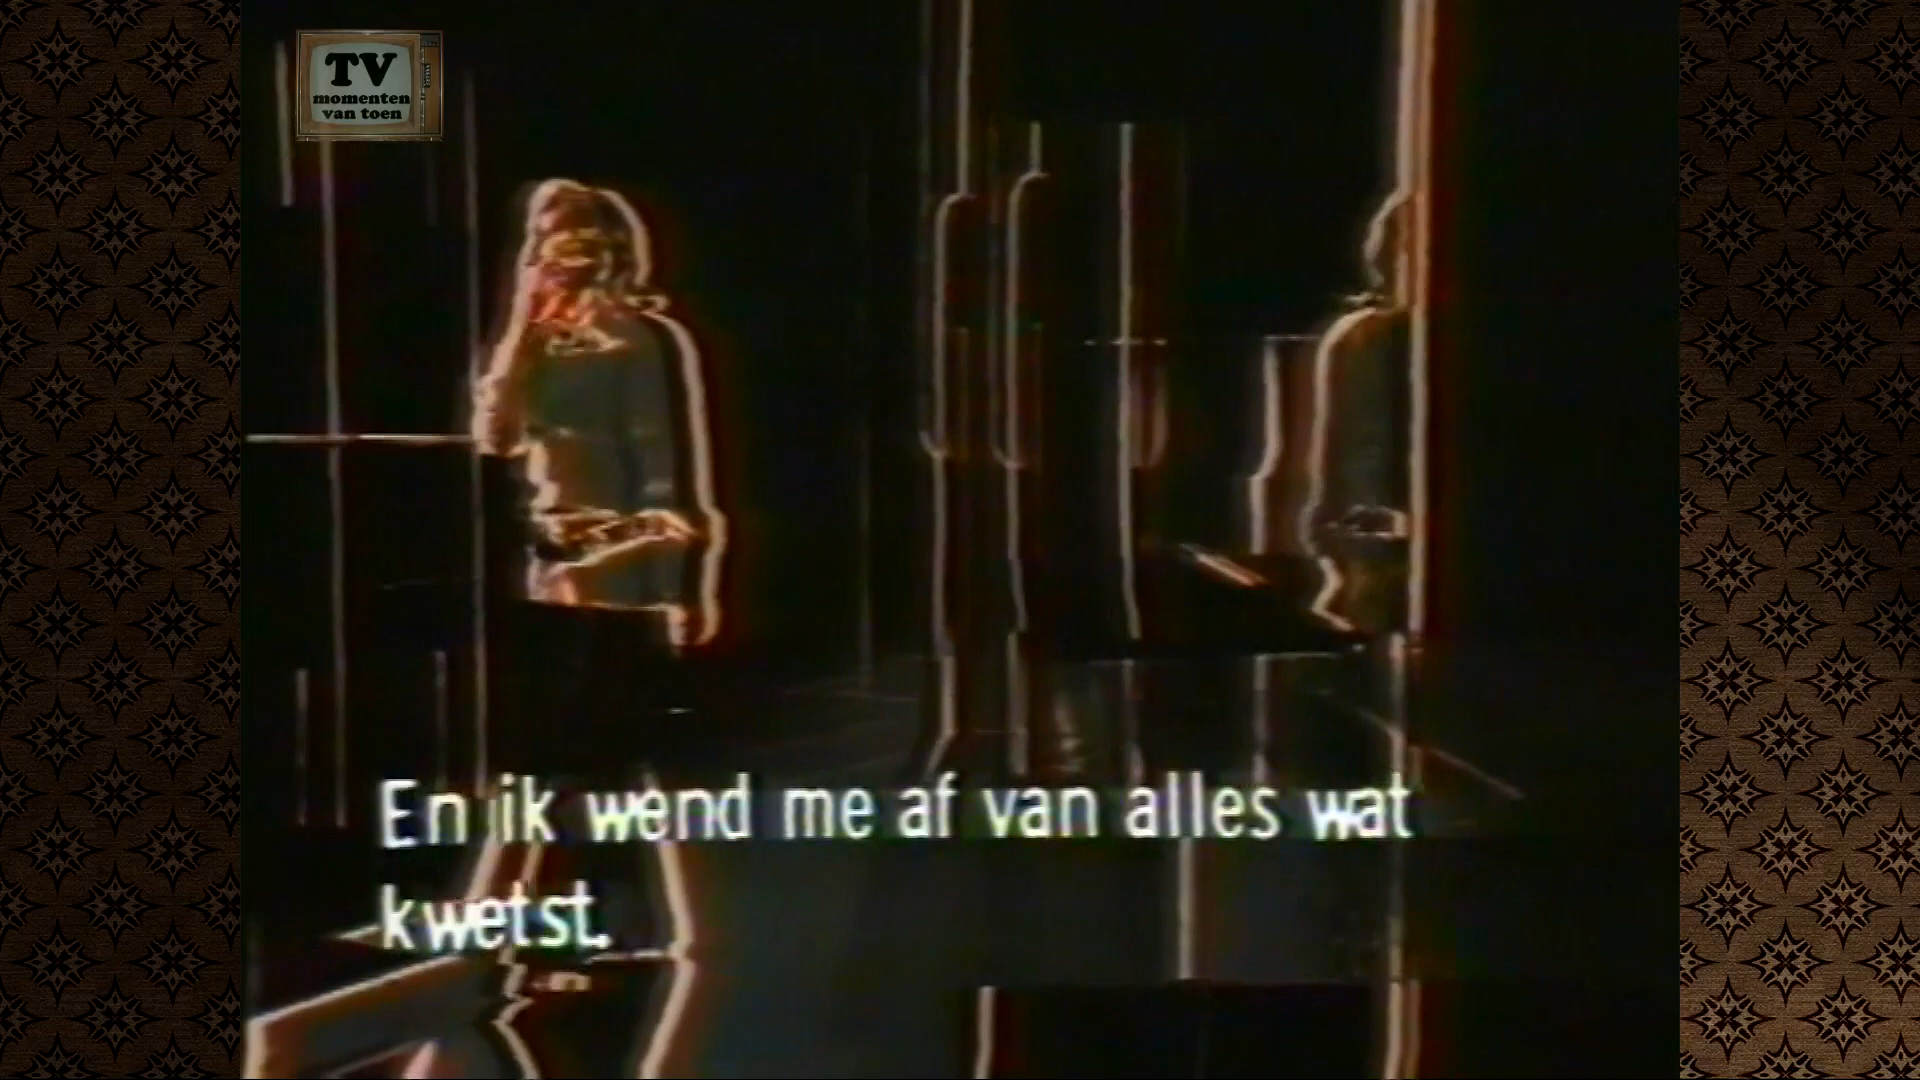 TV
momenten
van toen
En ik wend me af van alles wat
kwetst.